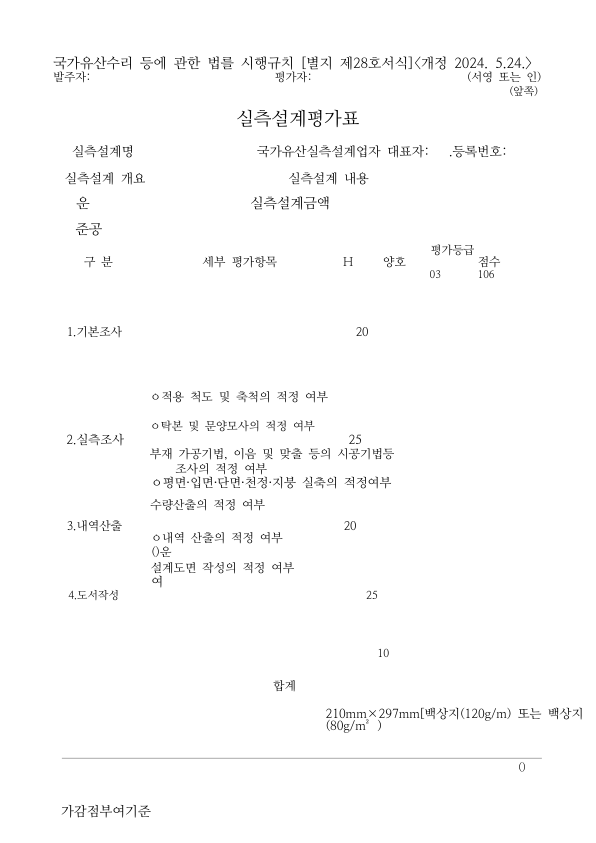 국가유산수리 등에 관한 법률 시행규칙 [별지 제28호서식]<개정 2024. 5.24.>
발주자: 평가자: (서영 또는 인)
(앞쪽)
실측설계평가표
실측설계명 국가유산실측설계업자 대표자: .등록번호:
실측설계 개요 실측설계 내용
운 실측설계금액
준공
평가등급
구 분 세부 평가항목 H 양호 점수
03 106
1.기본조사 20
ㅇ적용 척도 및 축척의 적정 여부
ㅇ탁본 및 문양모사의 적정 여부
2.실측조사 25
부재 가공기법, 이음 및 맞춤 등의 시공기법등
조사의 적정 여부
ㅇ평면·입면·단면·천정·지붕 실축의 적정여부
수량산출의 적정 여부
3.내역산출 20
ㅇ내역 산출의 적정 여부
()운
설계도면 작성의 적정 여부
여
4.도서작성 25
10
합계
210mm×297mm[백상지(120g/m) 또는 백상지
(80g/㎡ )
0
가감점부여기준